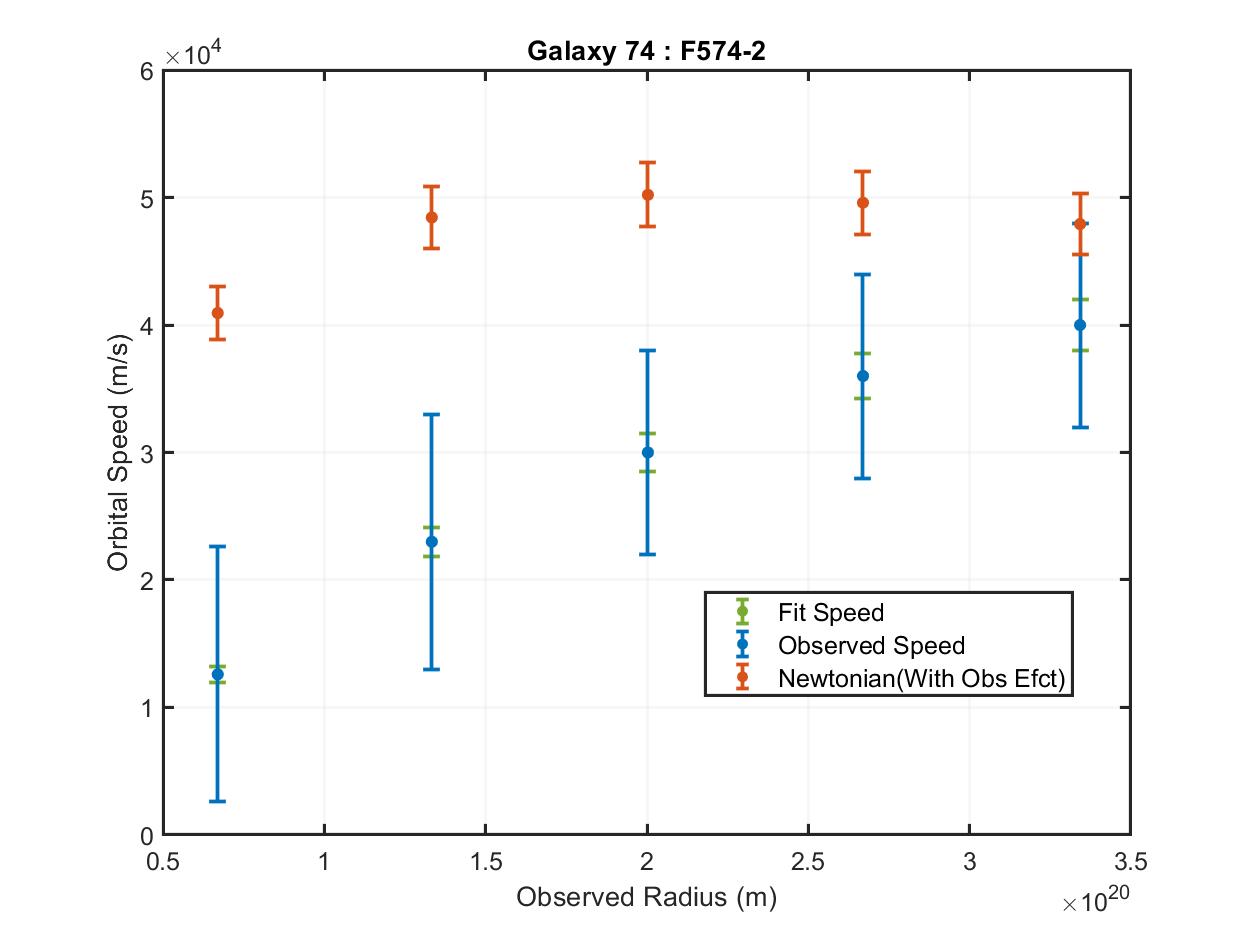 Galaxy 74 : F574-2
×10^4
6
5
4
3
2
1
0
Orbital Speed (m/s)
Fit Speed
Observed Speed
Newtonian(With Obs Efct)
0.5 1 1.5 2 2.5 3 3.5
Observed Radius (m)
×10^20